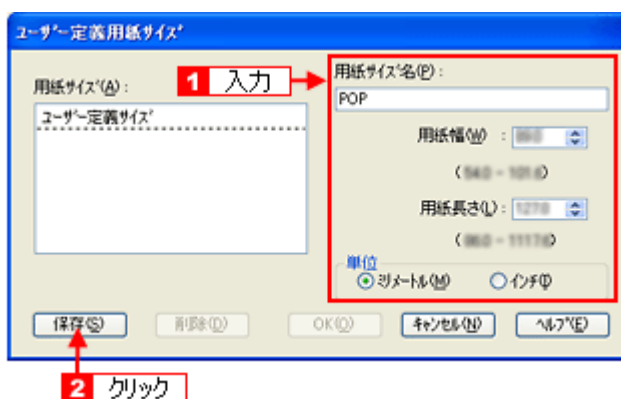 ユーザー定義用紙サイズ
用紙サイズ(A):
1 入力
ユーザー定義サイズ
用紙サイズ名(P):
POP
用紙幅(W) :
用紙長さ(L):
単位
ミリメートル(M)
インチ(I)
保存(S)
削除(D)
OK(O)
キャンセル(N)
ヘルプ(E)
2 クリック